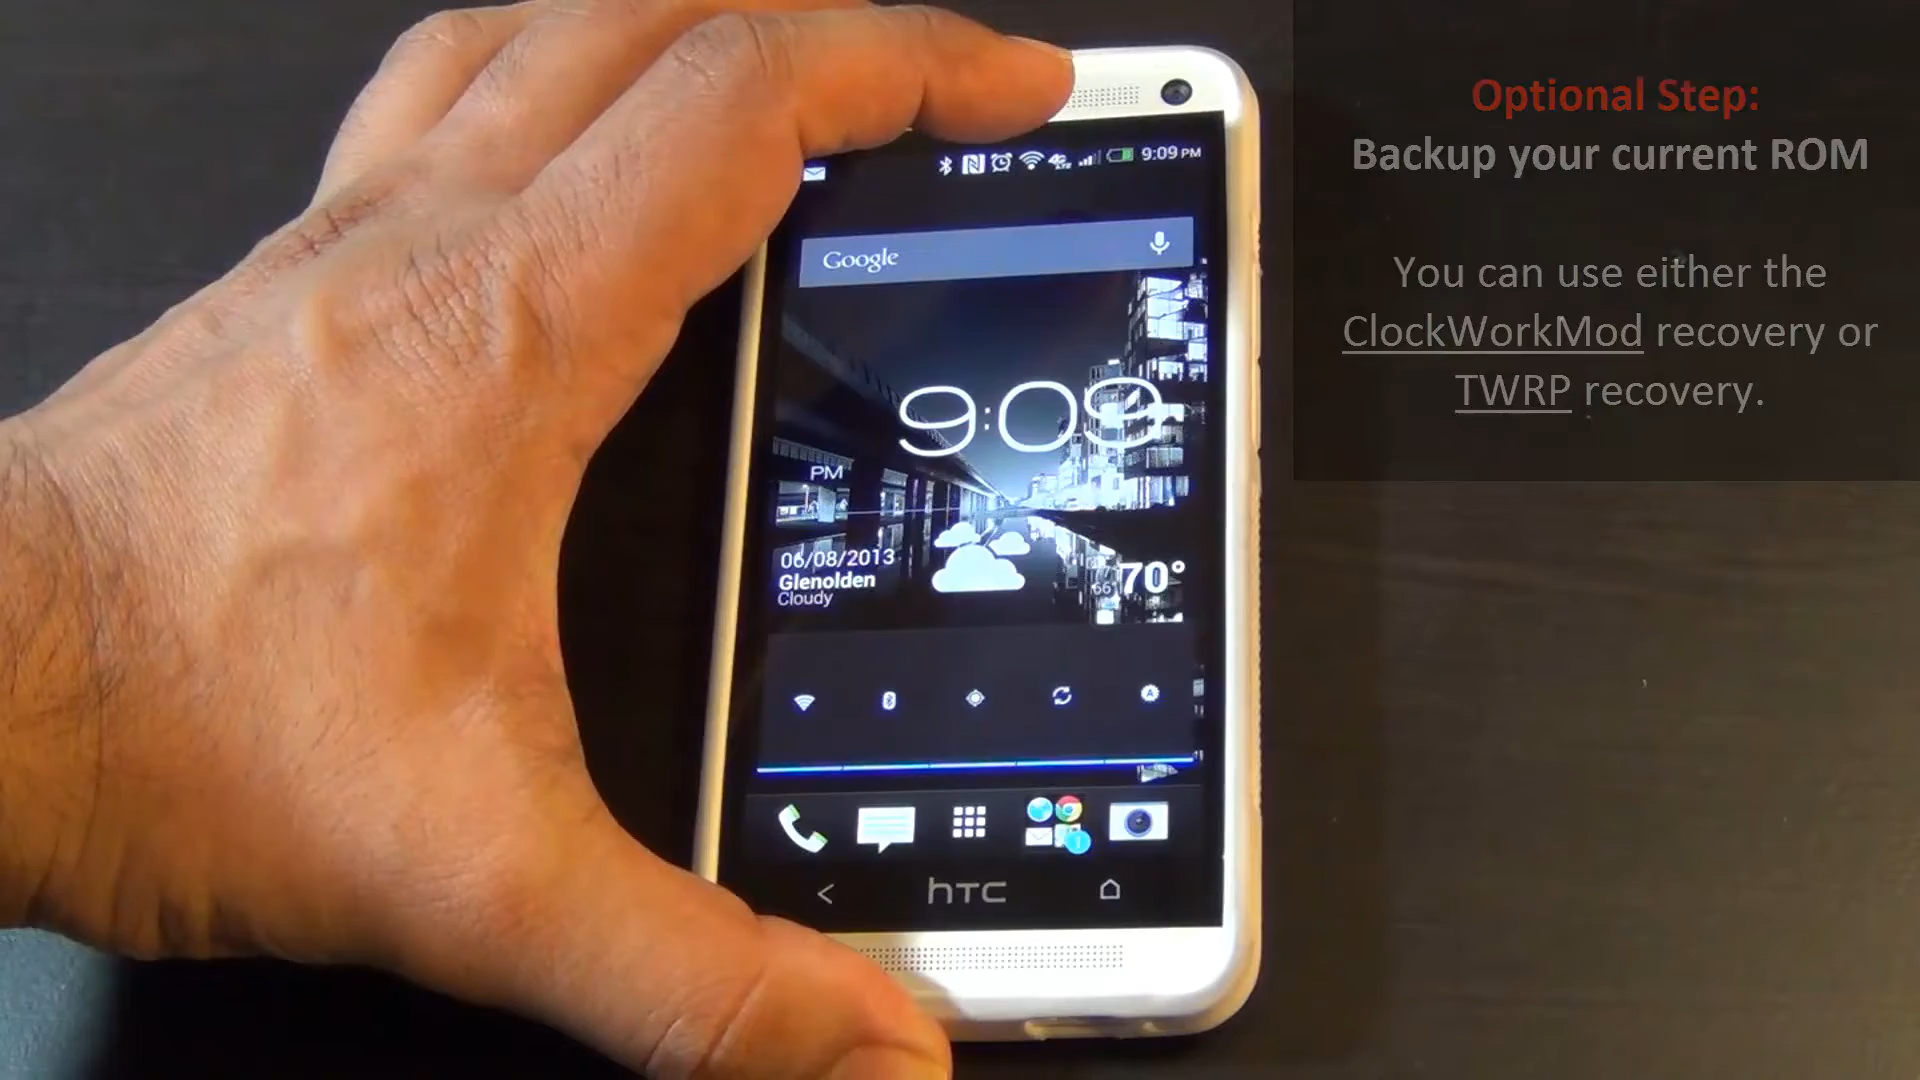 Optional Step:
Backup your current ROM
You can use either the
ClockWorkMod recovery or
TWRP recovery.
9:09 PM
Google
9:09
PM
06/08/2013
Glenolden
Cloudy
66
70°
hTC